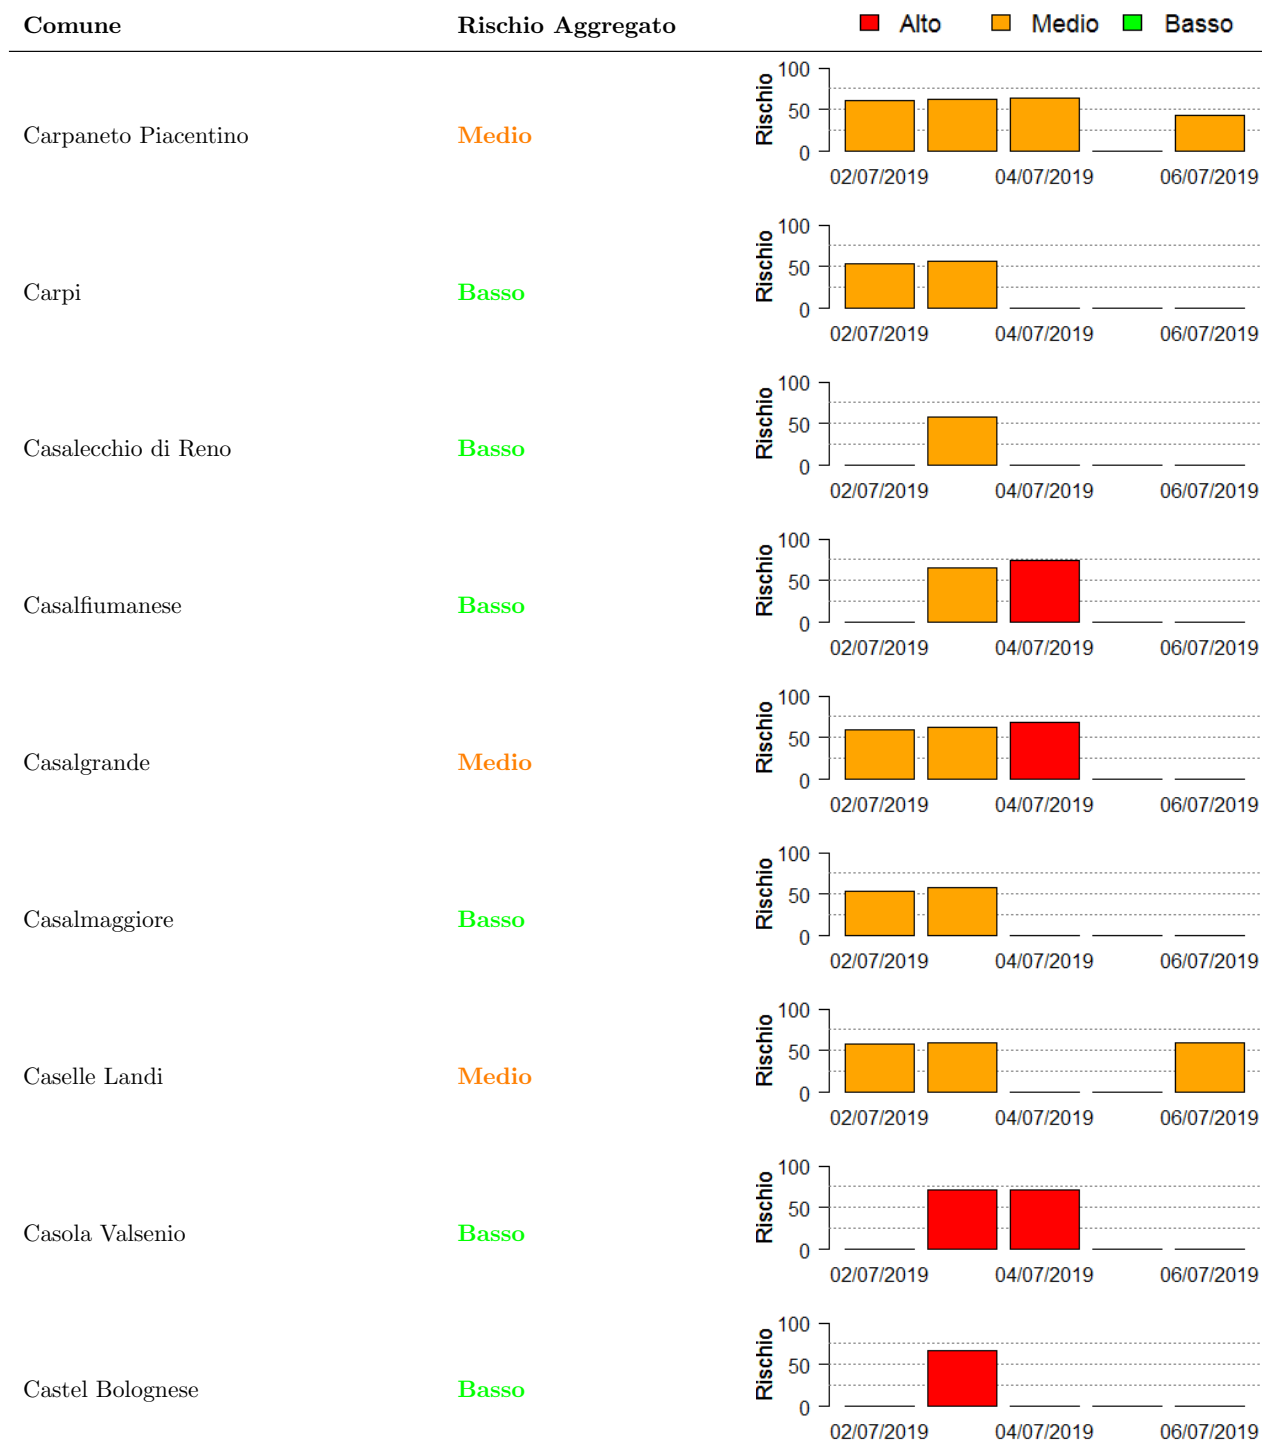 Comune Rischio Aggregato Alto Medio Basso
100
50
0
Rischio
Carpaneto Piacentino Medio
02/07/2019 04/07/2019 06/07/2019
100
50
0
Rischio
Carpi Basso
02/07/2019 04/07/2019 06/07/2019
100
50
0
Rischio
Casalecchio di Reno Basso
02/07/2019 04/07/2019 06/07/2019
100
50
0
Rischio
Casalfiumanese Basso
02/07/2019 04/07/2019 06/07/2019
100
50
0
Rischio
Casalgrande Medio
02/07/2019 04/07/2019 06/07/2019
100
50
0
Rischio
Casalmaggiore Basso
02/07/2019 04/07/2019 06/07/2019
100
50
0
Rischio
Caselle Landi Medio
02/07/2019 04/07/2019 06/07/2019
100
50
0
Rischio
Casola Valsenio Basso
02/07/2019 04/07/2019 06/07/2019
100
50
0
Rischio
Castel Bolognese Basso
02/07/2019 04/07/2019 06/07/2019